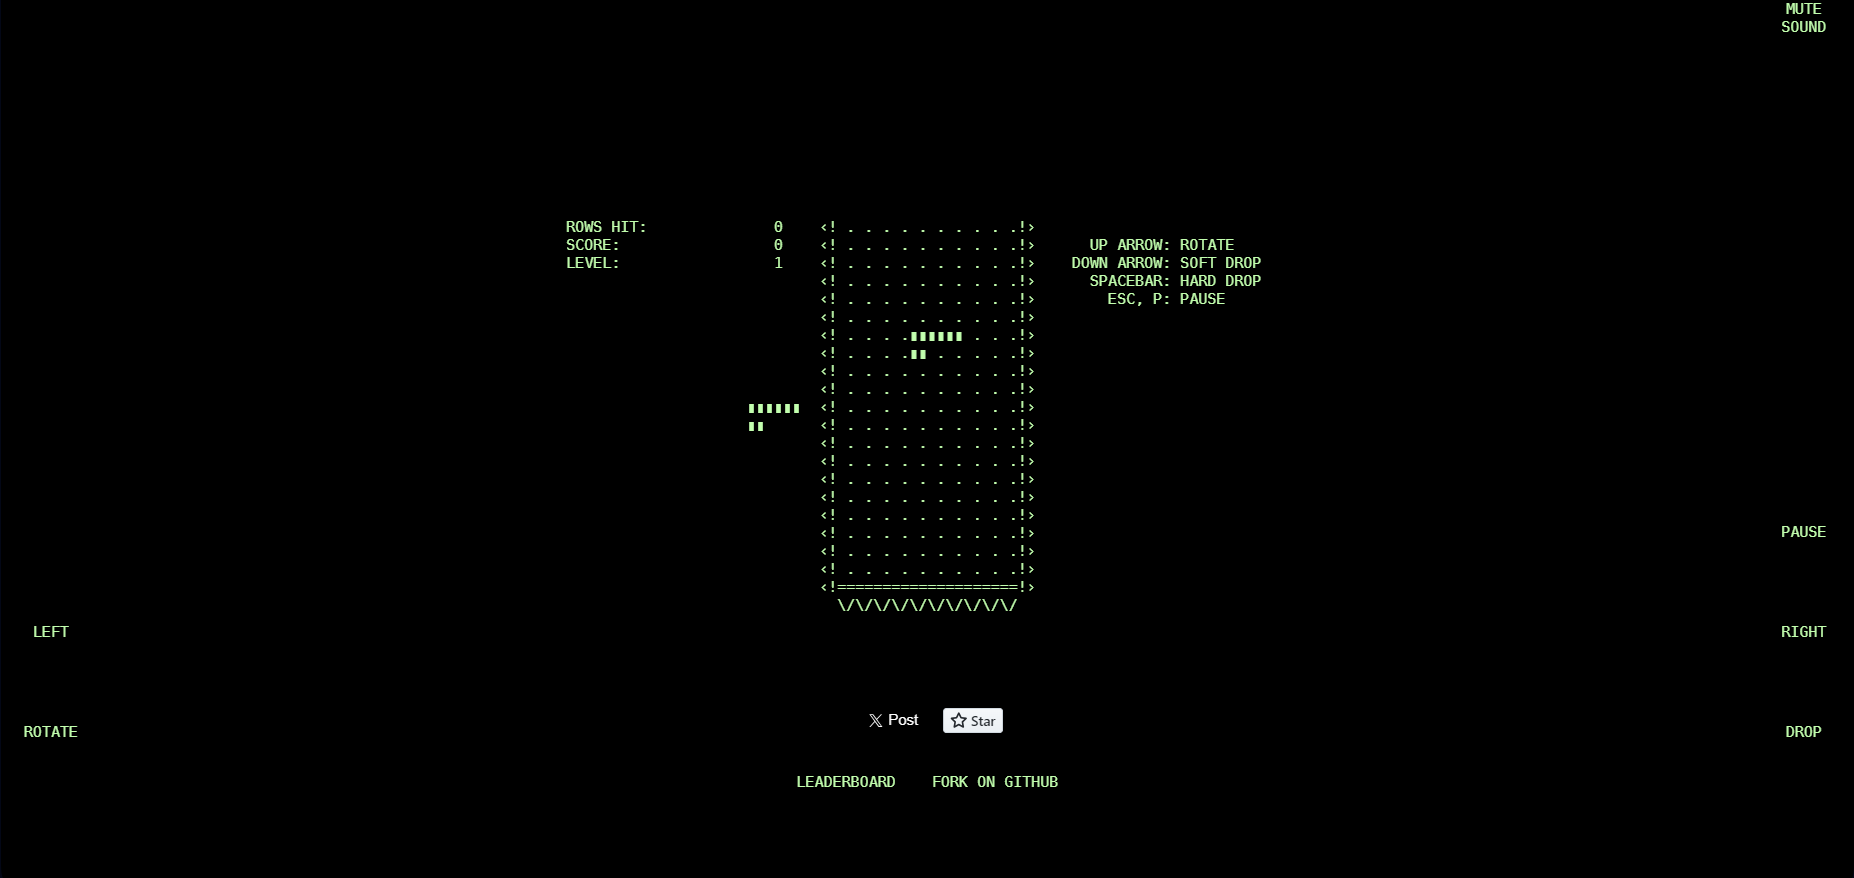 MUTE
SOUND
ROWS HIT: 0
SCORE: 0
LEVEL: 1
<! . . . . . . . . . .!>
<! . . . . . . . . . .!>
<! . . . . . . . . . .!>
<! . . . . . . . . . .!>
<! . . . . . . . . . .!>
<! . . . . . . . . . .!>
<! . . . .▮▮▮▮▮▮ . . .!>
<! . . . .▮▮ . . . . .!>
<! . . . . . . . . . .!>
<! . . . . . . . . . .!>
▮▮▮▮▮▮ <! . . . . . . . . . .!>
▮▮ <! . . . . . . . . . .!>
<! . . . . . . . . . .!>
<! . . . . . . . . . .!>
<! . . . . . . . . . .!>
<! . . . . . . . . . .!>
<! . . . . . . . . . .!>
<! . . . . . . . . . .!>
<! . . . . . . . . . .!>
<! . . . . . . . . . .!>
<!====================!>
\/\/\/\/\/\/\/\/\/\/
UP ARROW: ROTATE
DOWN ARROW: SOFT DROP
SPACEBAR: HARD DROP
ESC, P: PAUSE
PAUSE
LEFT
RIGHT
ROTATE
DROP
X Post
Star
LEADERBOARD FORK ON GITHUB